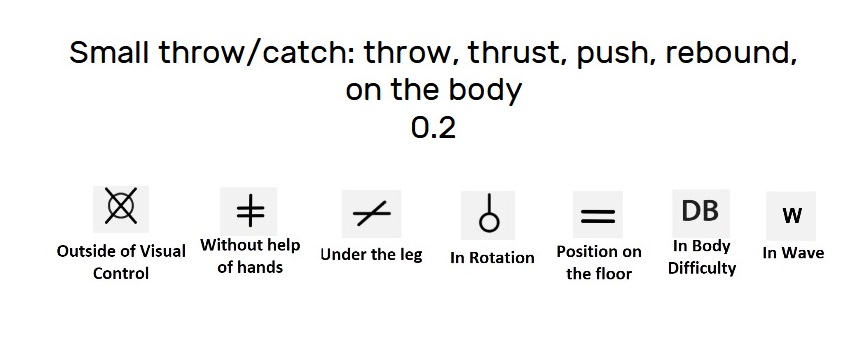 Small throw/catch: throw, thrust, push, rebound,
on the body
0.2
DB
W
Outside of Visual
Control
Without help
of hands
Under the leg
In Rotation
Position on
the floor
In Body
Difficulty
In Wave